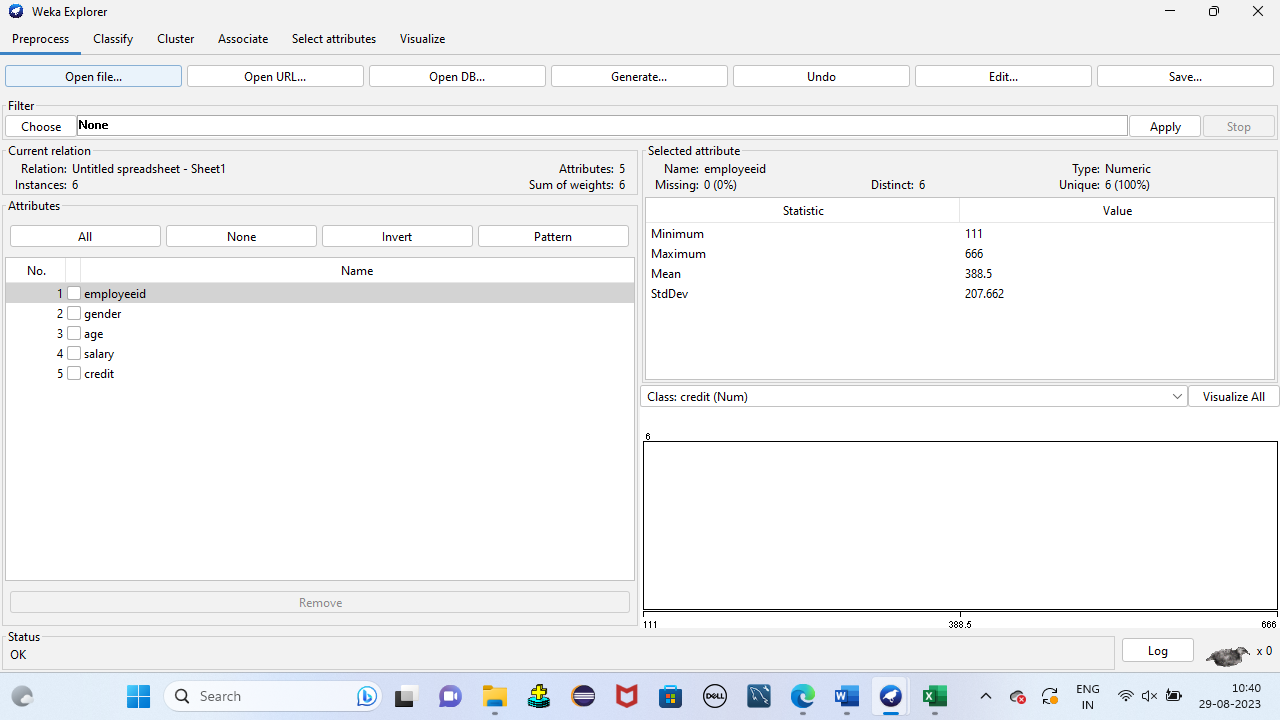 Weka Explorer
Preprocess Classify Cluster Associate Select attributes Visualize
Open file... Open URL... Open DB... Generate... Undo Edit... Save...
Filter
Choose None Apply Stop
Current relation
Relation: Untitled spreadsheet - Sheet1 Attributes: 5
Instances: 6 Sum of weights: 6
Attributes
All None Invert Pattern
No. Name
1 employeeid
2 gender
3 age
4 salary
5 credit
Remove
Selected attribute
Name: employeeid Type: Numeric
Missing: 0 (0%) Distinct: 6 Unique: 6 (100%)
Statistic Value
Minimum 111
Maximum 666
Mean 388.5
StdDev 207.662
Class: credit (Num) Visualize All
6
111 388.5 666
Status
OK
Log x 0
Search
DELL
ENG
IN
10:40
29-08-2023